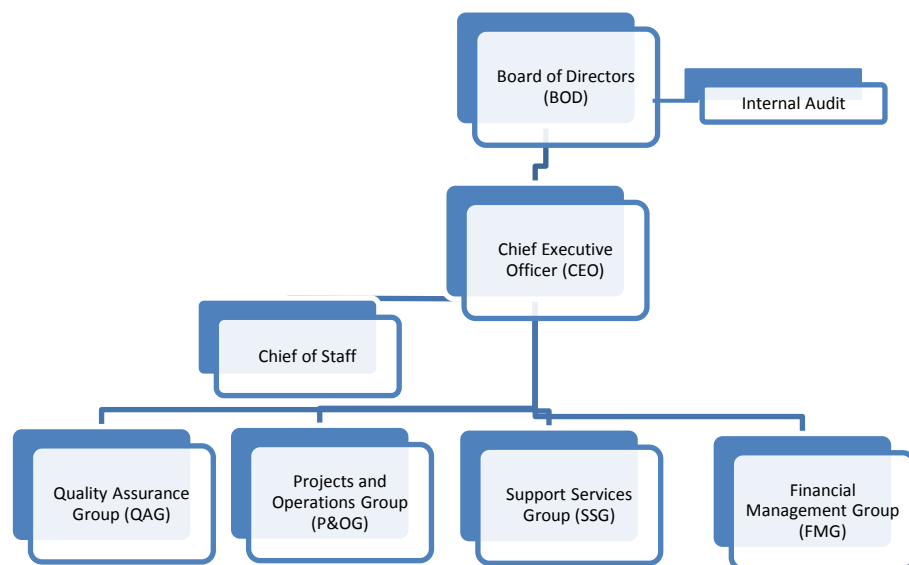 Board of Directors
(BOD)
Internal Audit
Chief Executive
Officer (CEO)
Chief of Staff
Quality Assurance
Group (QAG)
Projects and
Operations Group
(P&OG)
Support Services
Group (SSG)
Financial
Management Group
(FMG)